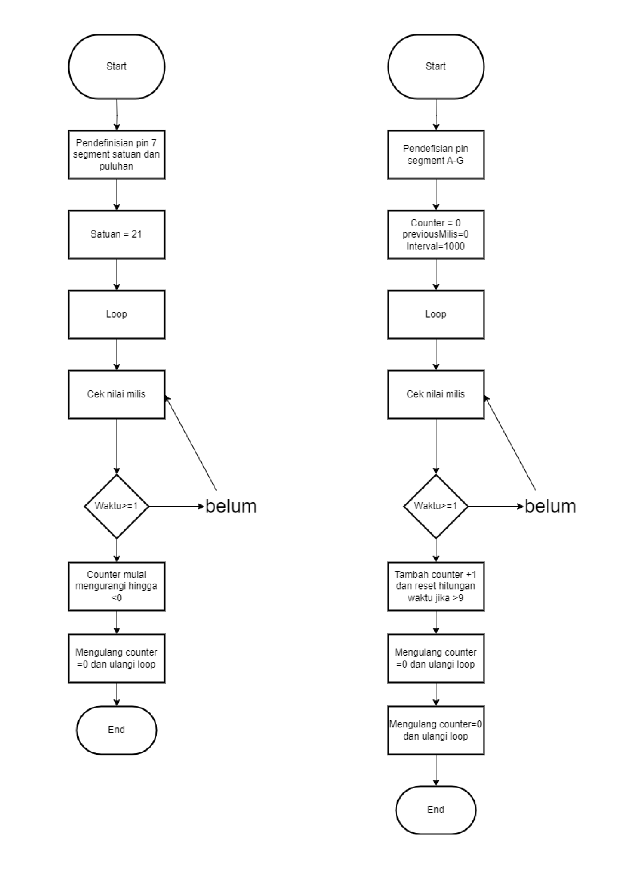 Start
Pendefinisian pin 7
segment satuan dan
puluhan
Satuan = 21
Loop
Cek nilai milis
Waktu>=1
belum
Counter mulai
mengurangi hingga
<0
Mengulang counter
=0 dan ulangi loop
End
Start
Pendefisian pin
segment A-G
Counter = 0
previousMilis=0
Interval=1000
Loop
Cek nilai milis
Waktu>=1
belum
Tambah counter +1
dan reset hitungan
waktu jika >9
Mengulang counter
=0 dan ulangi loop
Mengulang counter=0
dan ulangi loop
End